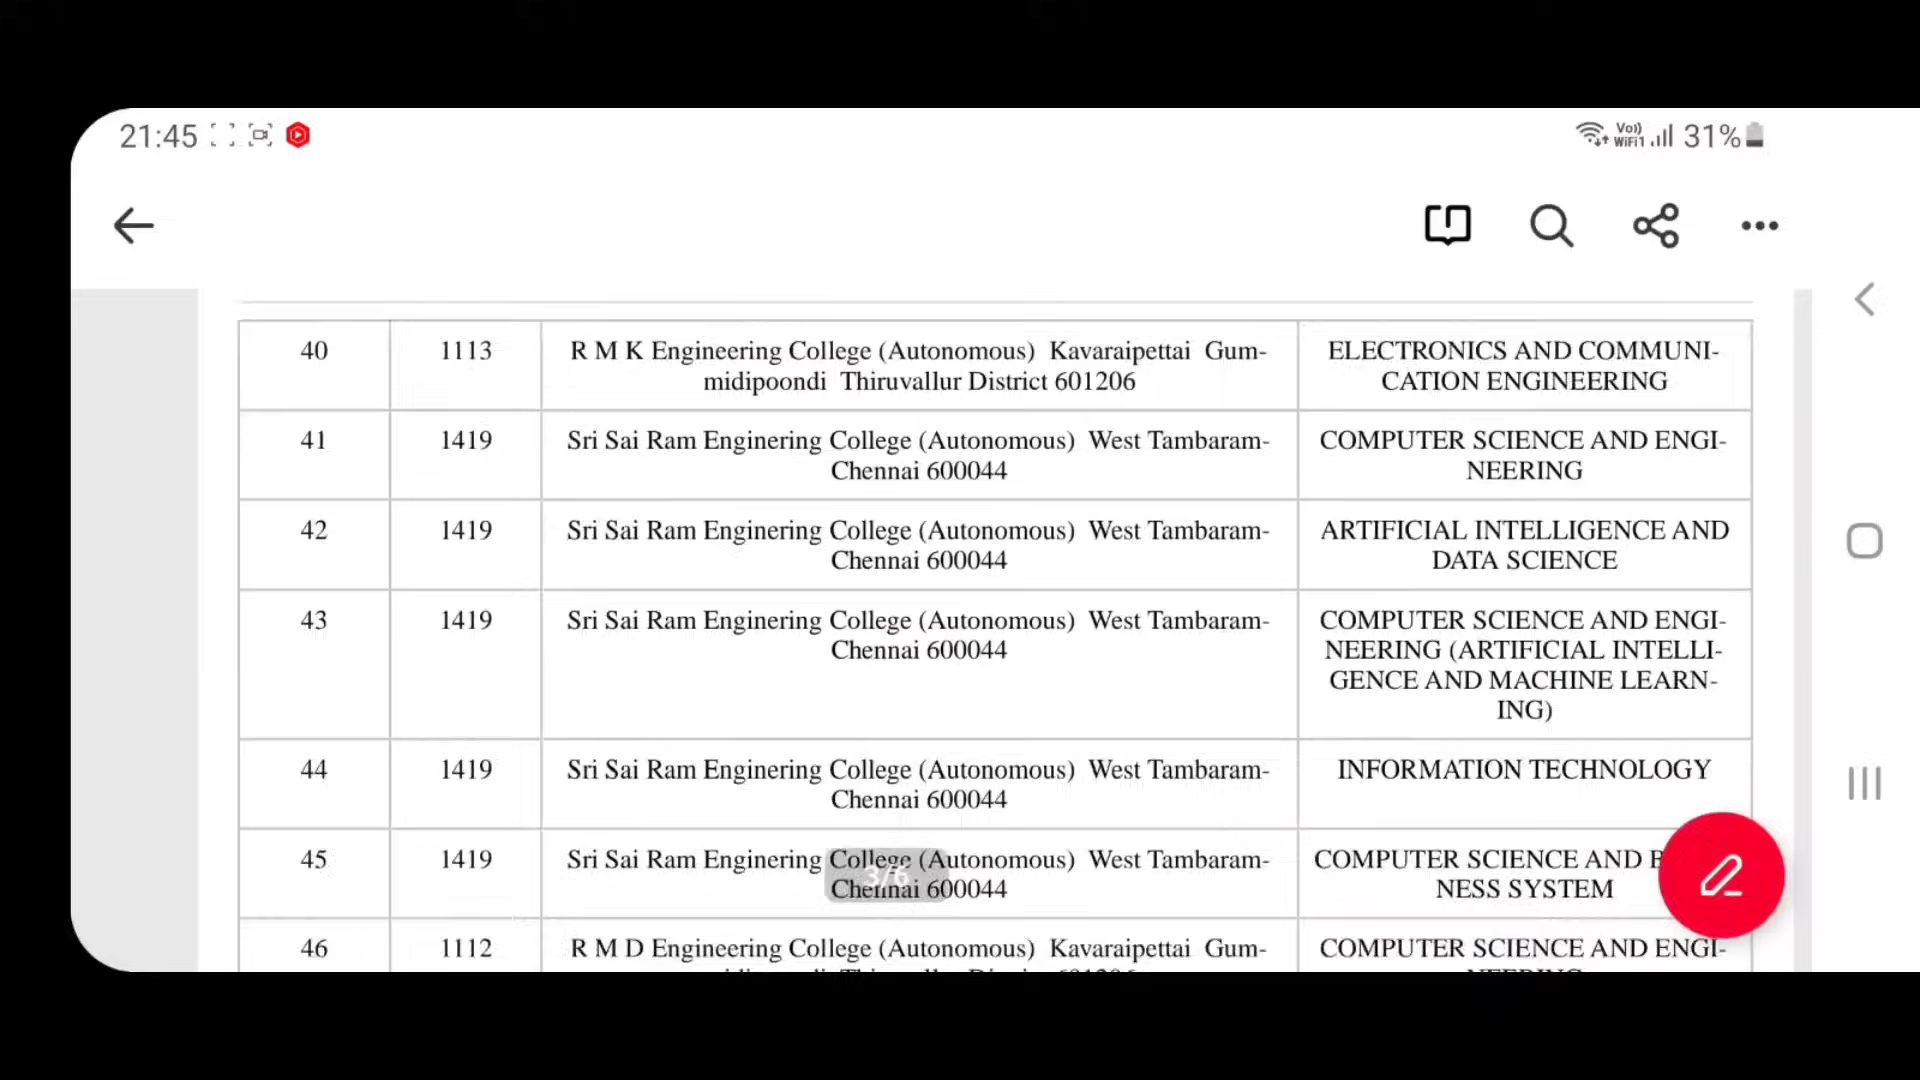 21:45 Vo)) WiFi1 31%
40 1113 R M K Engineering College (Autonomous) Kavaraipettai Gum- ELECTRONICS AND COMMUNI-
midipoondi Thiruvallur District 601206 CATION ENGINEERING
41 1419 Sri Sai Ram Enginering College (Autonomous) West Tambaram- COMPUTER SCIENCE AND ENGI-
Chennai 600044 NEERING
42 1419 Sri Sai Ram Enginering College (Autonomous) West Tambaram- ARTIFICIAL INTELLIGENCE AND
Chennai 600044 DATA SCIENCE
43 1419 Sri Sai Ram Enginering College (Autonomous) West Tambaram- COMPUTER SCIENCE AND ENGI-
Chennai 600044 NEERING (ARTIFICIAL INTELLI-
GENCE AND MACHINE LEARN-
ING)
44 1419 Sri Sai Ram Enginering College (Autonomous) West Tambaram- INFORMATION TECHNOLOGY
Chennai 600044
45 1419 Sri Sai Ram Enginering College (Autonomous) West Tambaram- COMPUTER SCIENCE AND
3/6
Chennai 600044 NESS SYSTEM
46 1112 R M D Engineering College (Autonomous) Kavaraipettai Gum- COMPUTER SCIENCE AND ENGI-